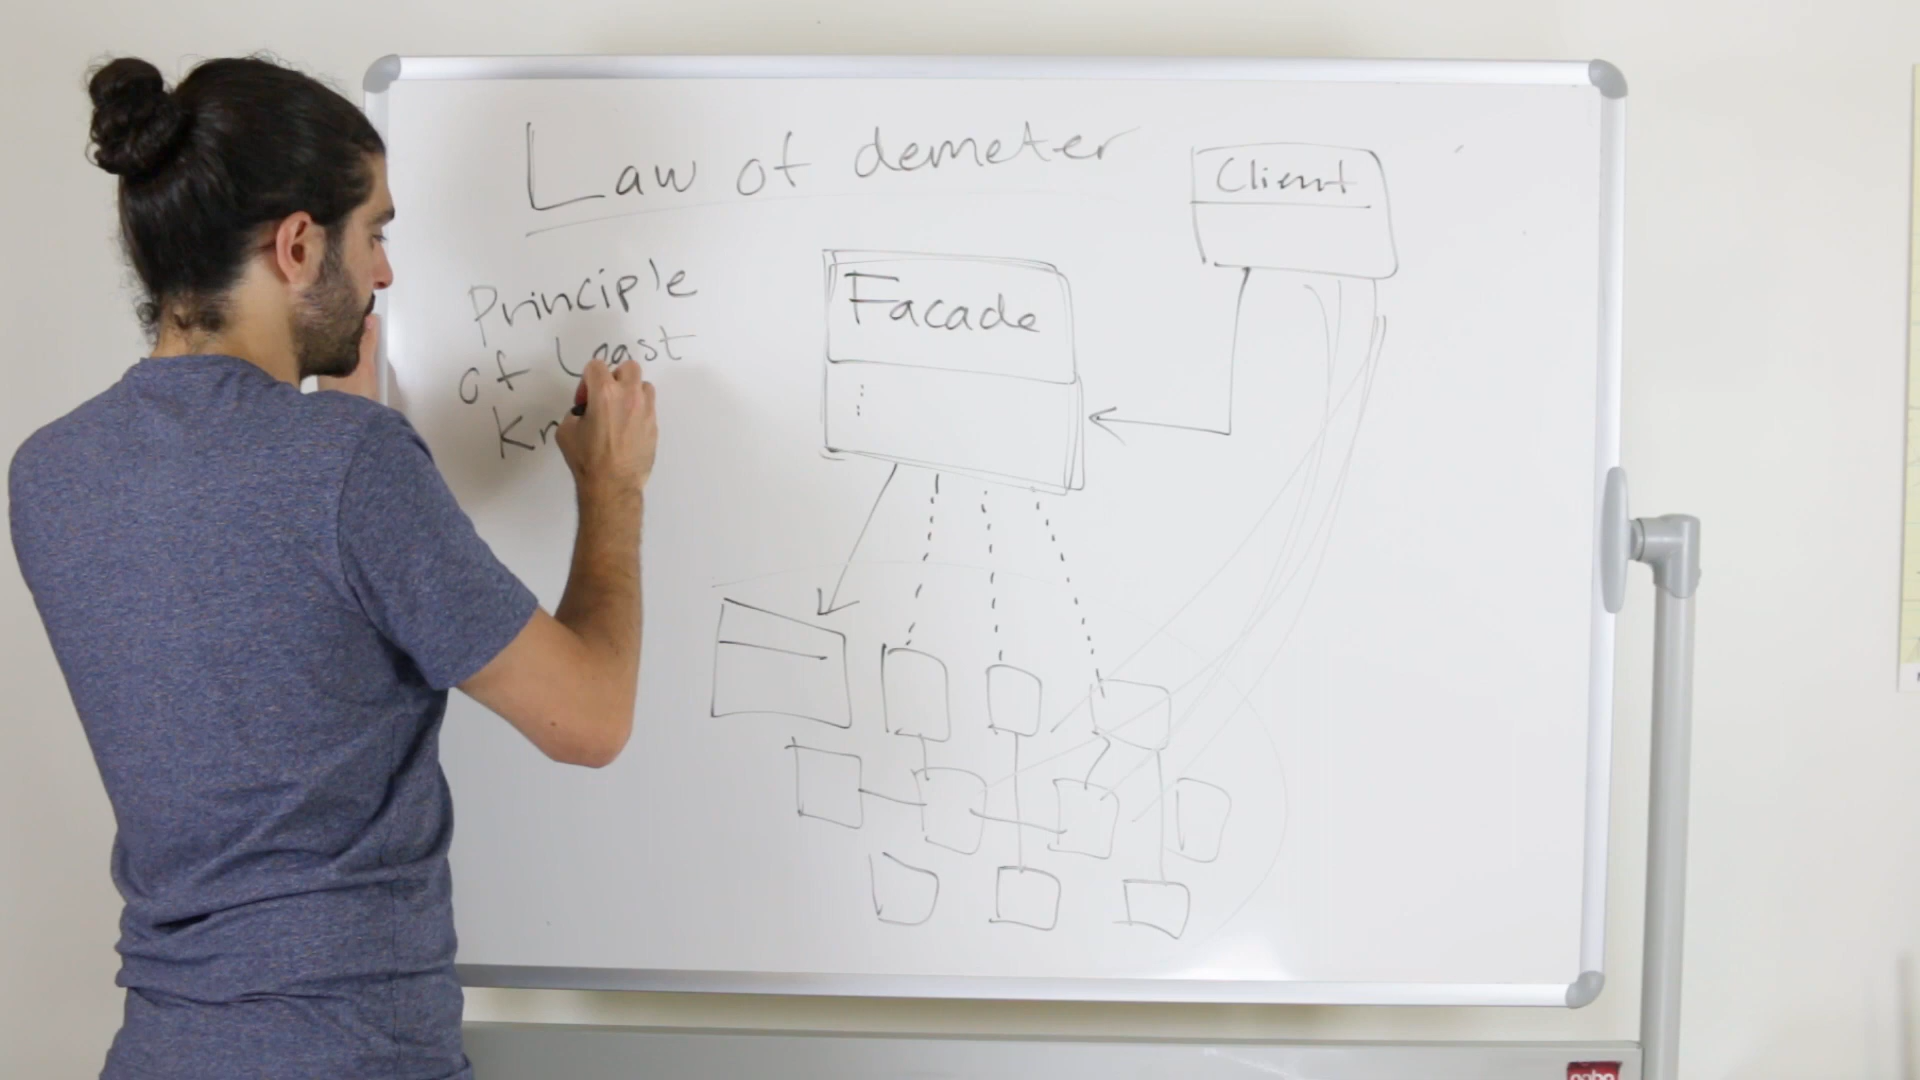 Law of demeter
Client
Principle
of Least
Kn
Facade